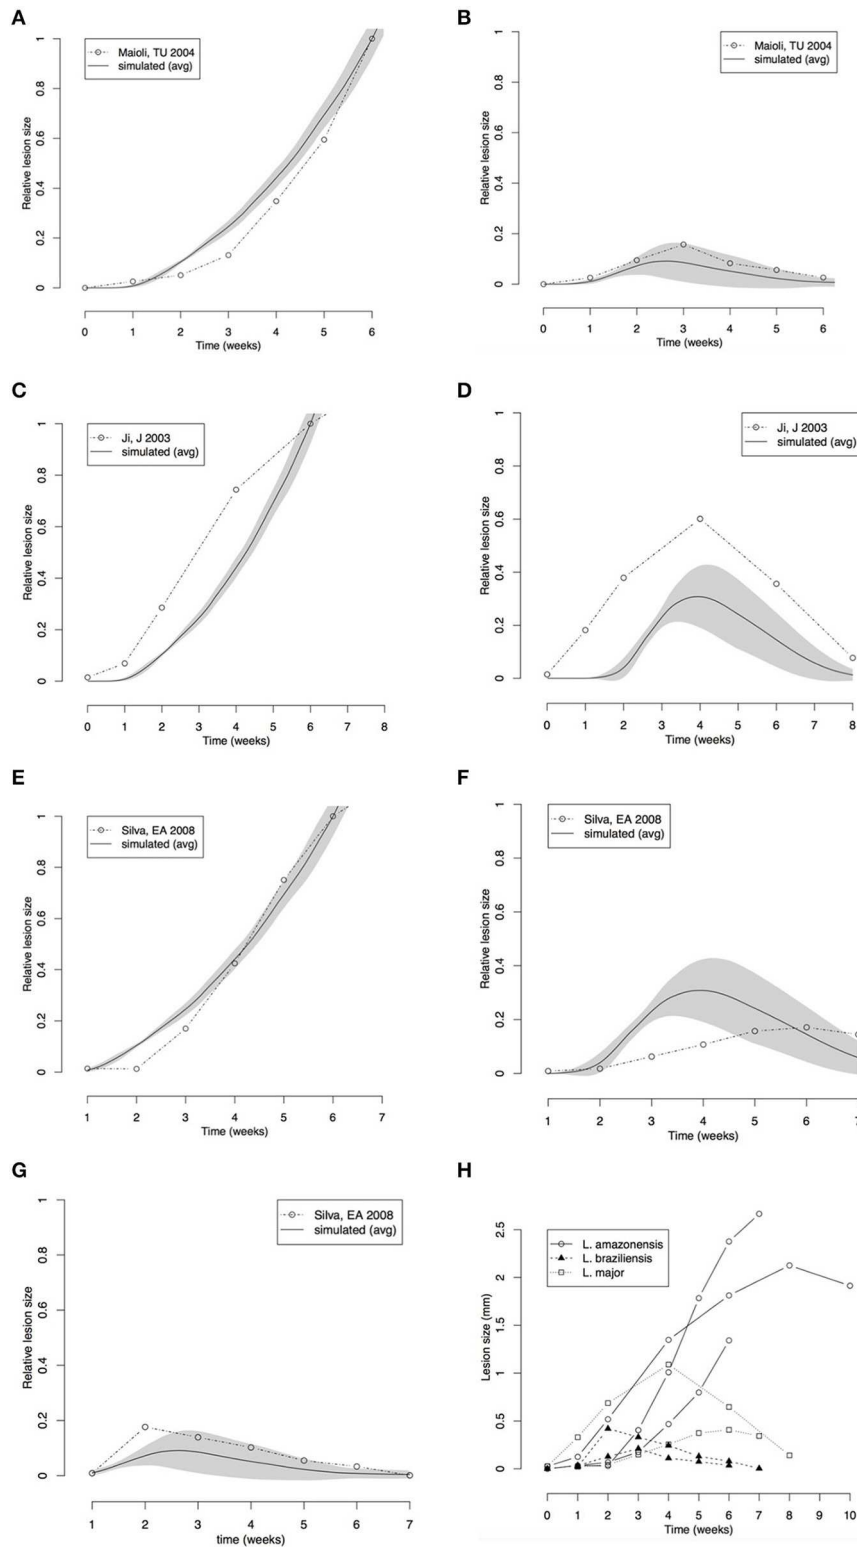 A
Maioli, TU 2004
simulated (avg)
Relative lesion size
0 0.2 0.4 0.6 0.8 1
0 1 2 3 4 5 6
Time (weeks)
B
Maioli, TU 2004
simulated (avg)
Relative lesion size
0 0.2 0.4 0.6 0.8 1
0 1 2 3 4 5 6
Time (weeks)
C
Ji, J 2003
simulated (avg)
Relative lesion size
0 0.2 0.4 0.6 0.8 1
0 1 2 3 4 5 6 7 8
Time (weeks)
D
Ji, J 2003
simulated (avg)
Relative lesion size
0 0.2 0.4 0.6 0.8 1
0 1 2 3 4 5 6 7 8
Time (weeks)
E
Silva, EA 2008
simulated (avg)
Relative lesion size
0 0.2 0.4 0.6 0.8 1
1 2 3 4 5 6 7
Time (weeks)
F
Silva, EA 2008
simulated (avg)
Relative lesion size
0 0.2 0.4 0.6 0.8 1
1 2 3 4 5 6 7
Time (weeks)
G
Silva, EA 2008
simulated (avg)
Relative lesion size
0 0.2 0.4 0.6 0.8 1
1 2 3 4 5 6 7
time (weeks)
H
L. amazonensis
L. braziliensis
L. major
Lesion size (mm)
0 0.5 1 1.5 2 2.5
0 1 2 3 4 5 6 7 8 9 10
Time (weeks)